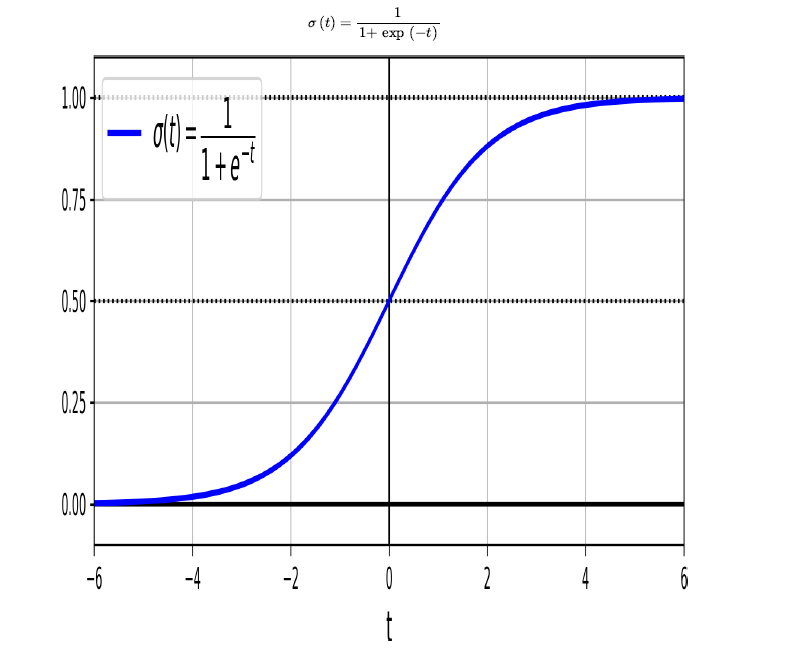 σ (t) = 1 / (1+ exp (−t))
1.00
σ(t) = 1 / (1+e^−t)
0.75
0.50
0.25
0.00
−6 −4 −2 0 2 4 6
t